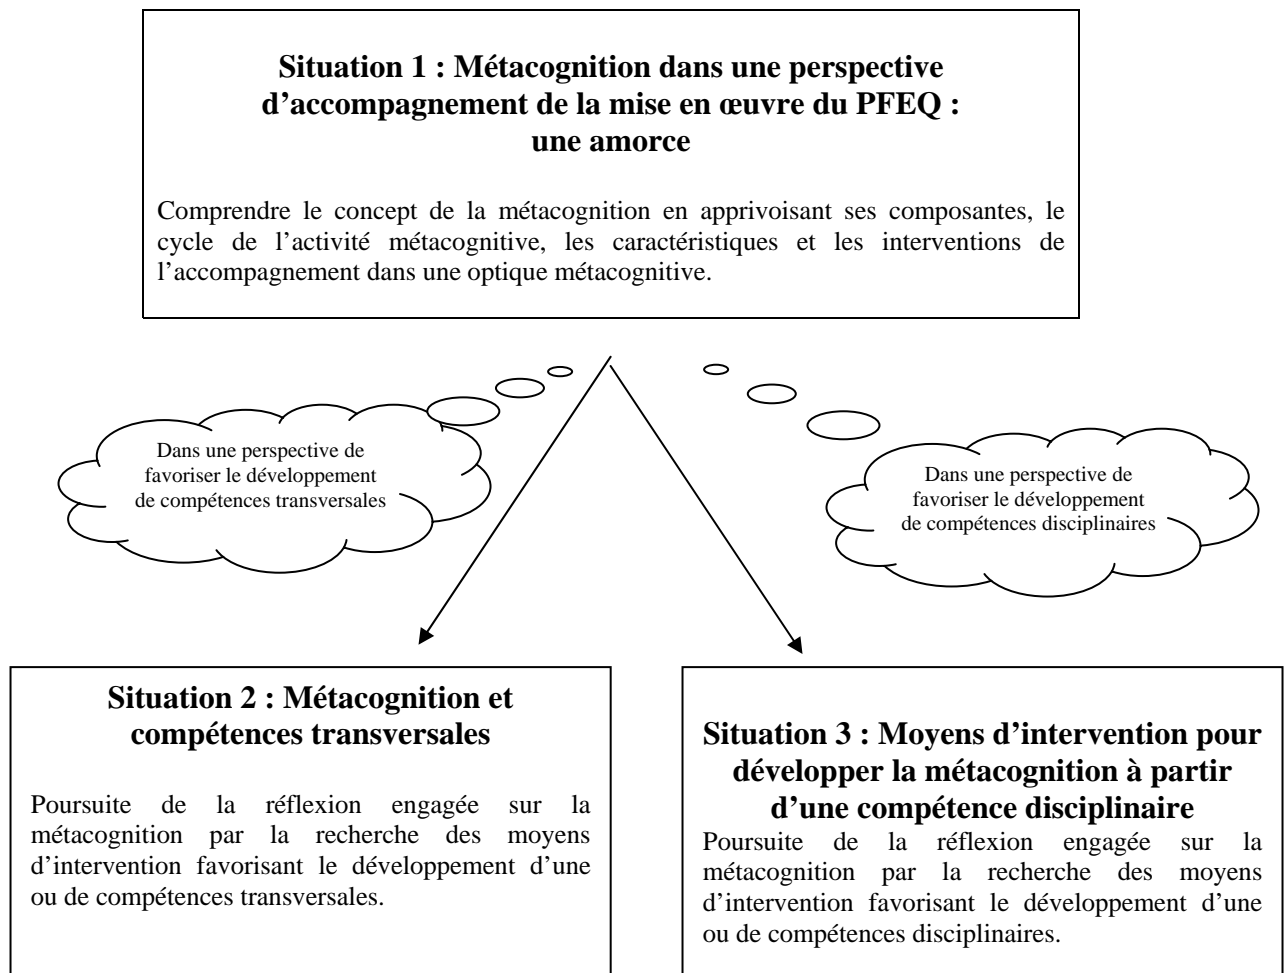 Situation 1 : Métacognition dans une perspective
d’accompagnement de la mise en œuvre du PFEQ :
une amorce
Comprendre le concept de la métacognition en apprivoisant ses composantes, le
cycle de l’activité métacognitive, les caractéristiques et les interventions de
l’accompagnement dans une optique métacognitive.
Dans une perspective de
favoriser le développement
de compétences transversales
Dans une perspective de
favoriser le développement
de compétences disciplinaires
Situation 2 : Métacognition et
compétences transversales
Poursuite de la réflexion engagée sur la
métacognition par la recherche des moyens
d’intervention favorisant le développement d’une
ou de compétences transversales.
Situation 3 : Moyens d’intervention pour
développer la métacognition à partir
d’une compétence disciplinaire
Poursuite de la réflexion engagée sur la
métacognition par la recherche des moyens
d’intervention favorisant le développement d’une
ou de compétences disciplinaires.